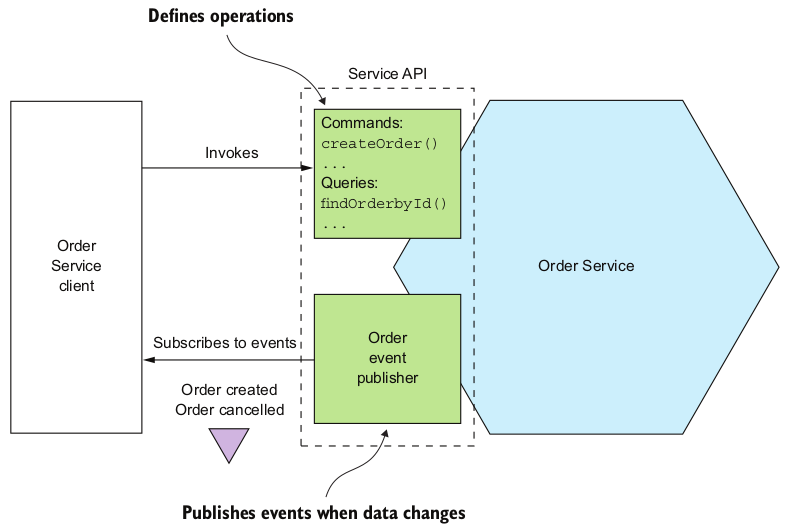 Defines operations
Service API
Commands:
createOrder()
...
Queries:
findOrderbyId()
...
Invokes
Order
Service
client
Order Service
Subscribes to events
Order
event
publisher
Order created
Order cancelled
Publishes events when data changes